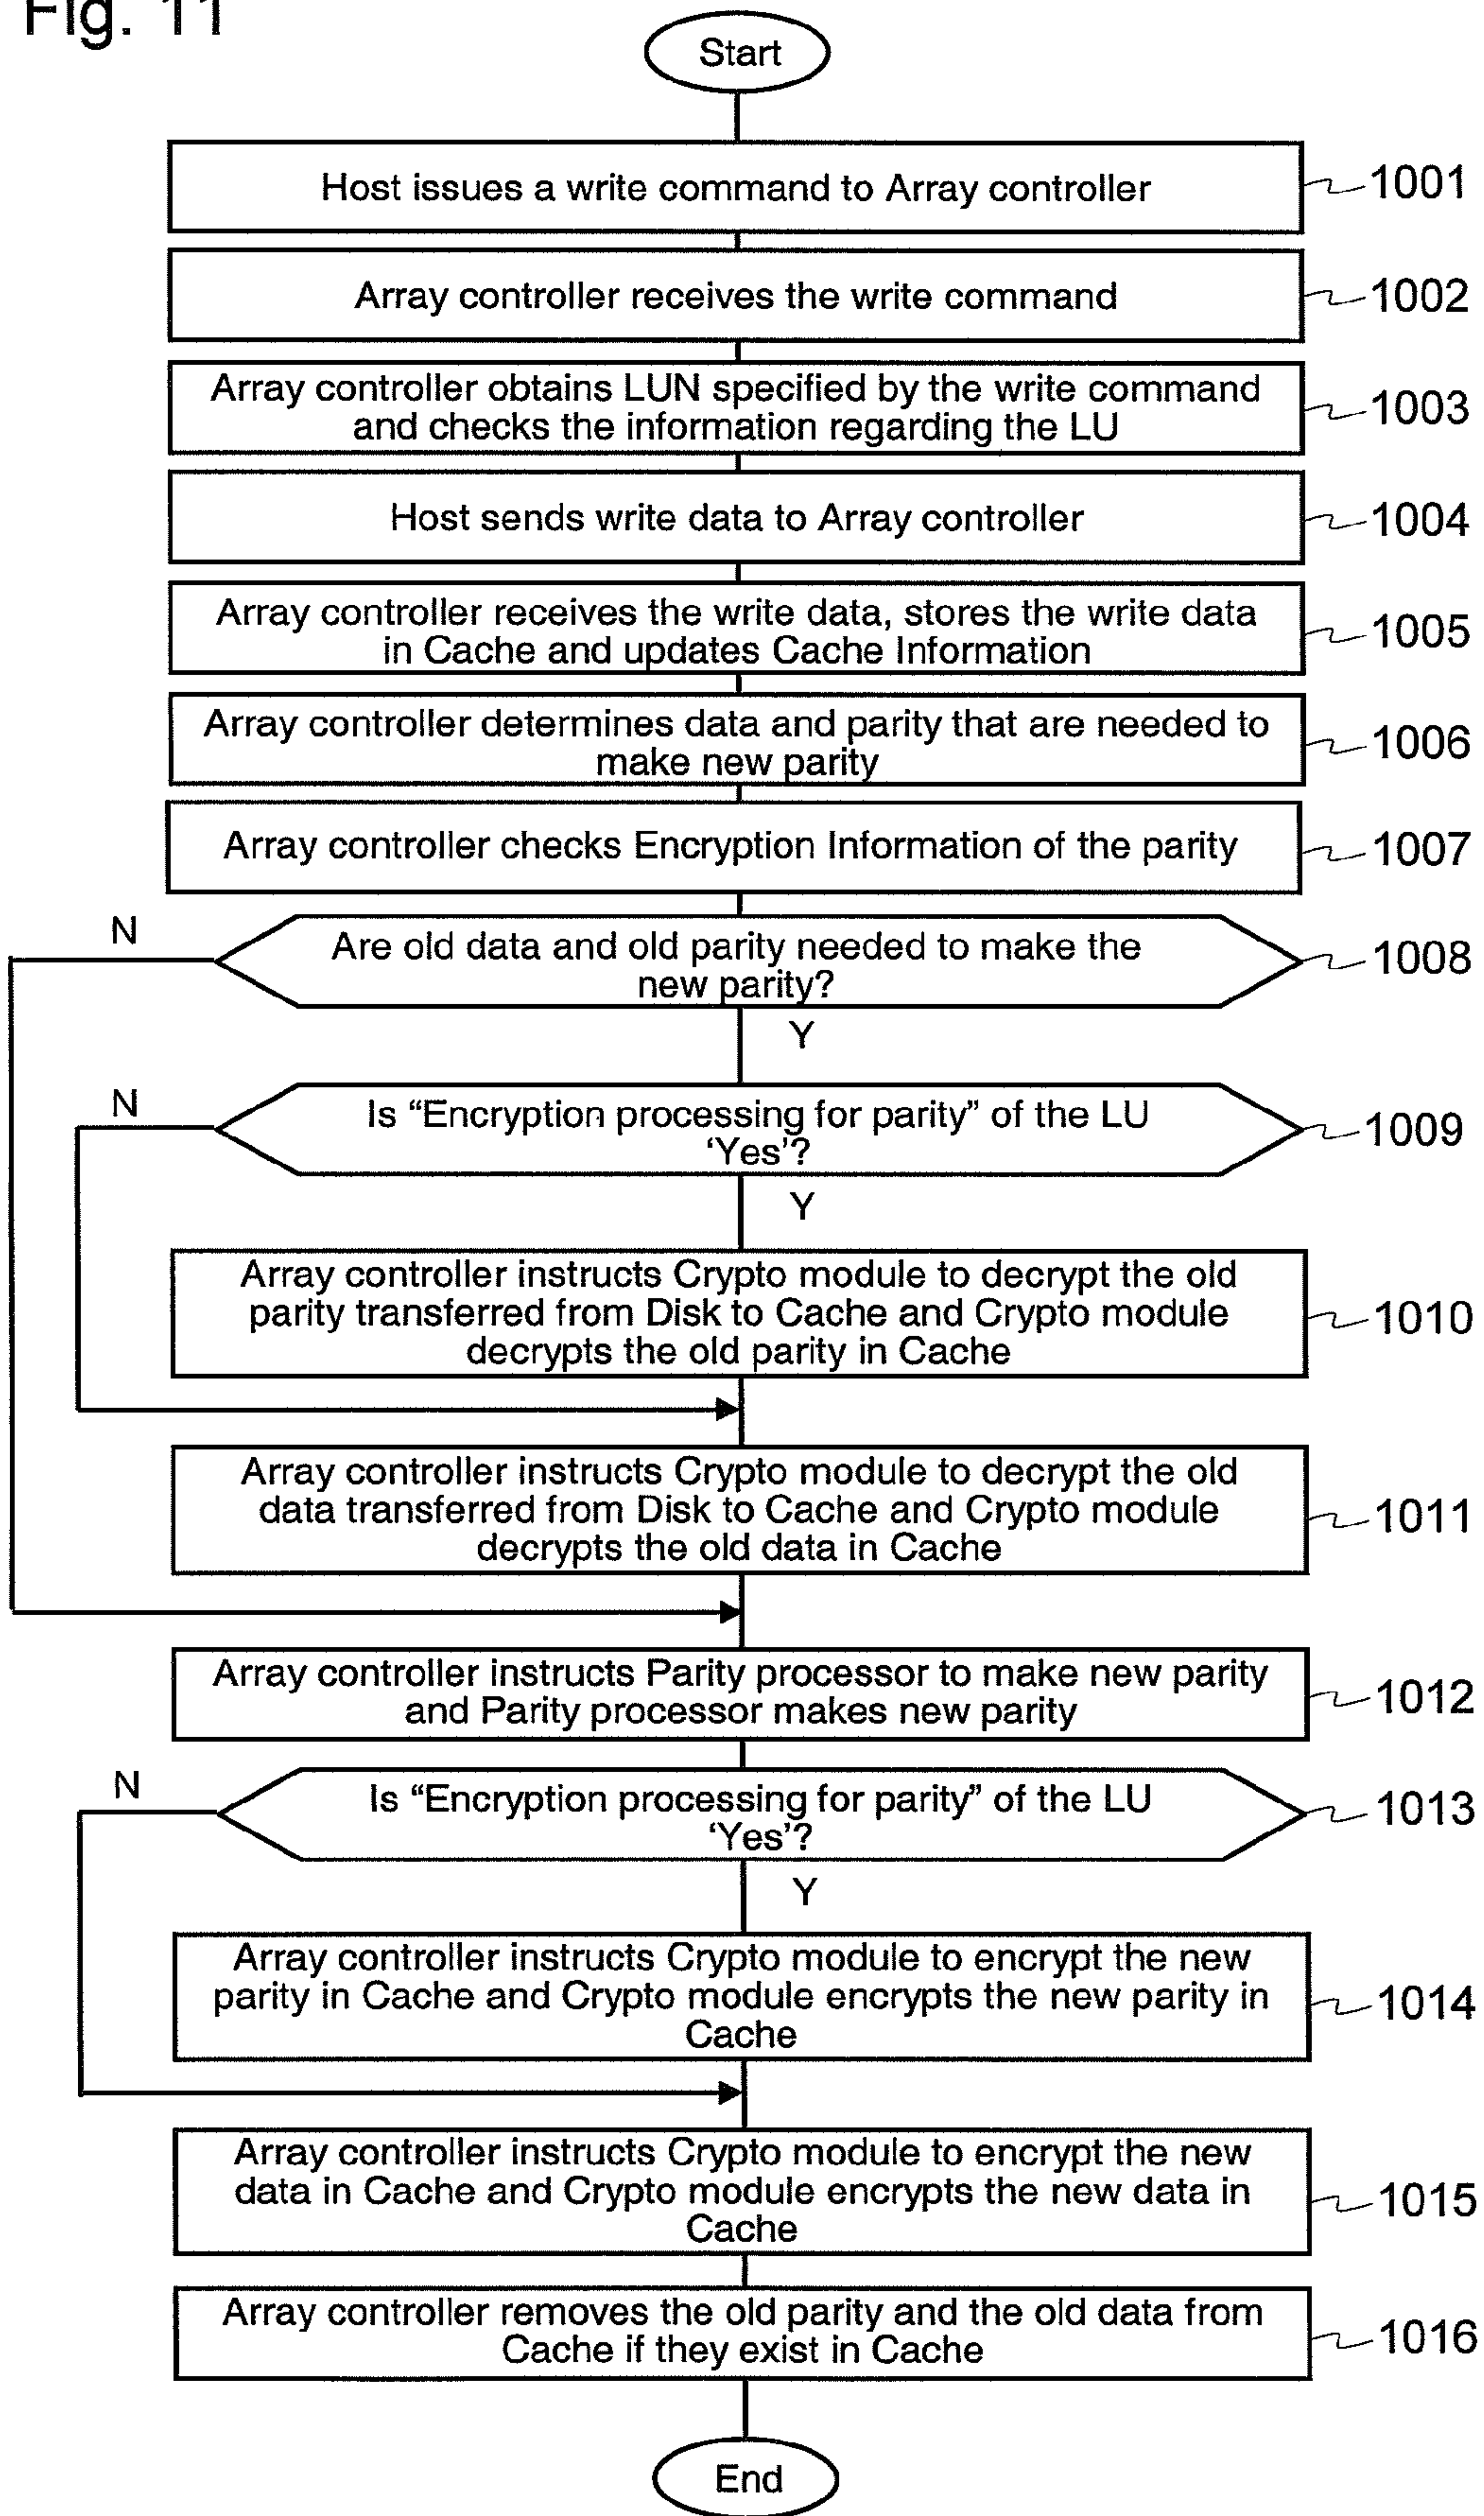 Fig. 11
Start
Host issues a write command to Array controller
1001
Array controller receives the write command
1002
Array controller obtains LUN specified by the write command
and checks the information regarding the LU
1003
Host sends write data to Array controller
1004
Array controller receives the write data, stores the write data
in Cache and updates Cache Information
1005
Array controller determines data and parity that are needed to
make new parity
1006
Array controller checks Encryption Information of the parity
1007
N
Are old data and old parity needed to make the
new parity?
1008
Y
N
Is “Encryption processing for parity” of the LU
‘Yes’?
1009
Y
Array controller instructs Crypto module to decrypt the old
parity transferred from Disk to Cache and Crypto module
decrypts the old parity in Cache
1010
Array controller instructs Crypto module to decrypt the old
data transferred from Disk to Cache and Crypto module
decrypts the old data in Cache
1011
Array controller instructs Parity processor to make new parity
and Parity processor makes new parity
1012
N
Is “Encryption processing for parity” of the LU
‘Yes’?
1013
Y
Array controller instructs Crypto module to encrypt the new
parity in Cache and Crypto module encrypts the new parity in
Cache
1014
Array controller instructs Crypto module to encrypt the new
data in Cache and Crypto module encrypts the new data in
Cache
1015
Array controller removes the old parity and the old data from
Cache if they exist in Cache
1016
End